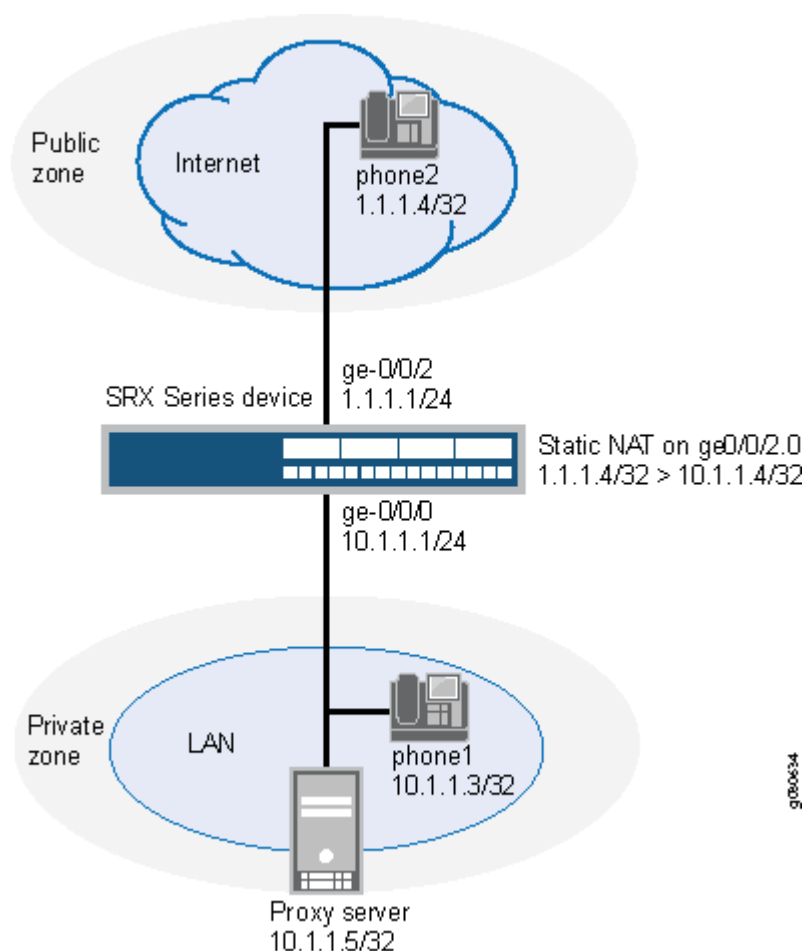 Public
zone
Internet
phone2
1.1.1.4/32
ge-0/0/2
1.1.1.1/24
SRX Series device
Static NAT on ge0/0/2.0
1.1.1.4/32 > 10.1.1.4/32
ge-0/0/0
10.1.1.1/24
Private
zone
LAN
phone1
10.1.1.3/32
Proxy server
10.1.1.5/32
g030634